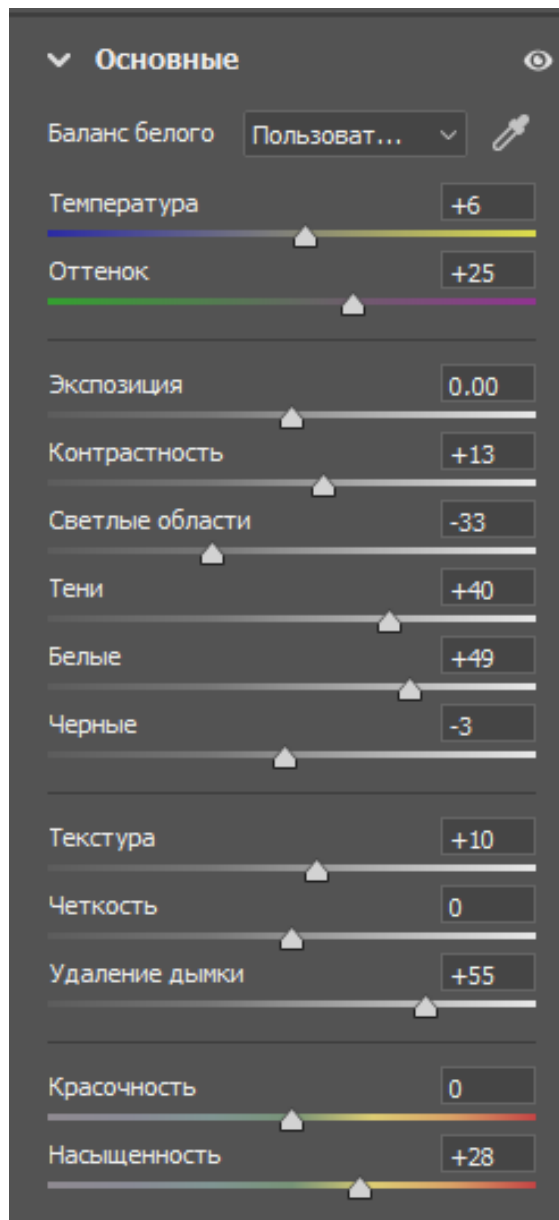 Основные
Баланс белого Пользоват...
Температура +6
Оттенок +25
Экспозиция 0.00
Контрастность +13
Светлые области -33
Тени +40
Белые +49
Черные -3
Текстура +10
Четкость 0
Удаление дымки +55
Красочность 0
Насыщенность +28